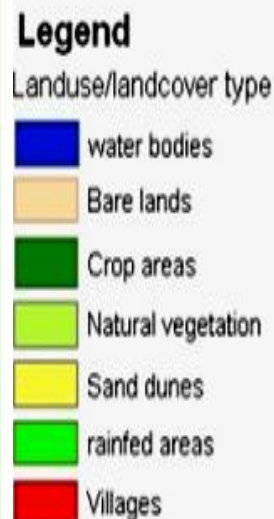 Legend
Landuse/landcover type
water bodies
Bare lands
Crop areas
Natural vegetation
Sand dunes
rainfed areas
Villages